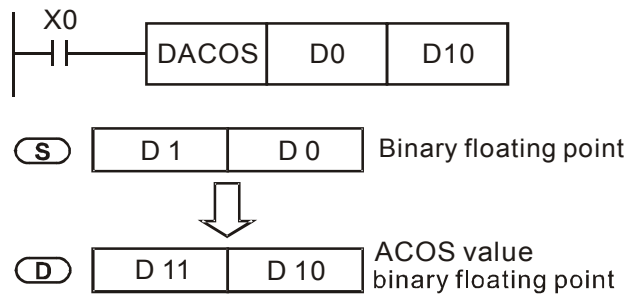 X0
DACOS D0 D10
S D 1 D 0 Binary floating point
D D 11 D 10 ACOS value
binary floating point